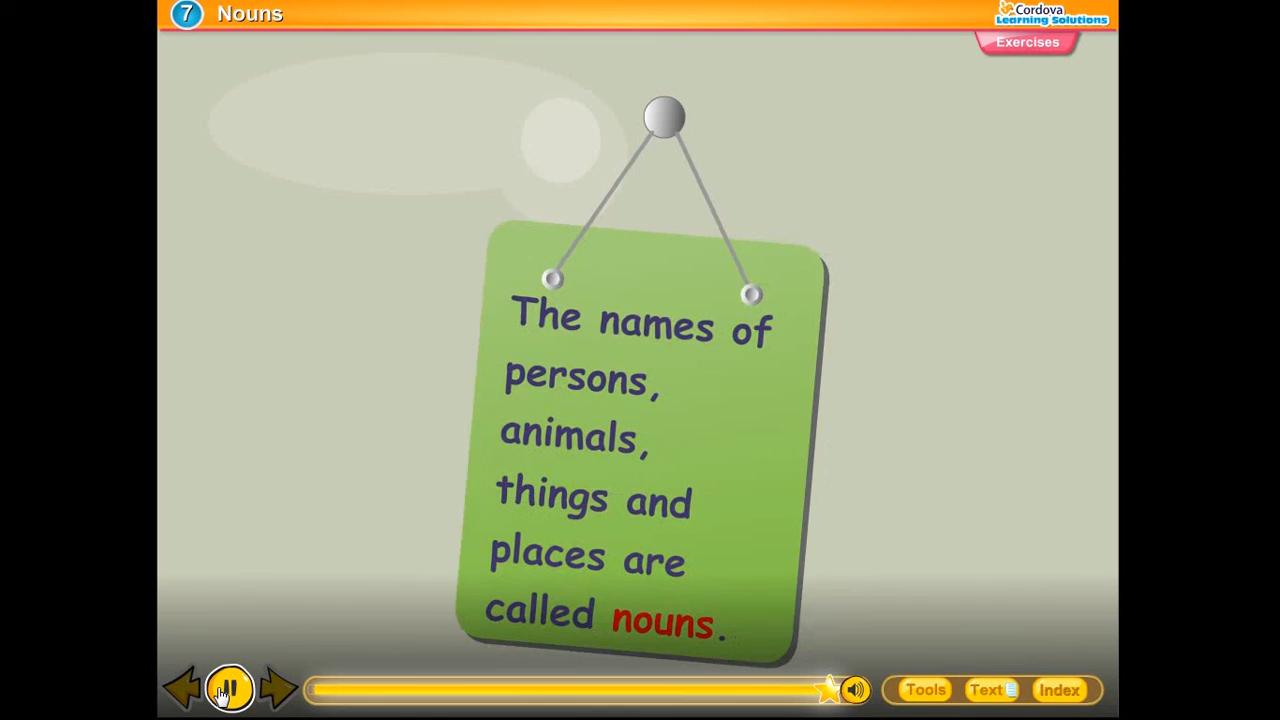 7 Nouns
Cordova
Learning Solutions
Exercises
The names of
persons,
animals,
things and
places are
called nouns.
Tools Text Index